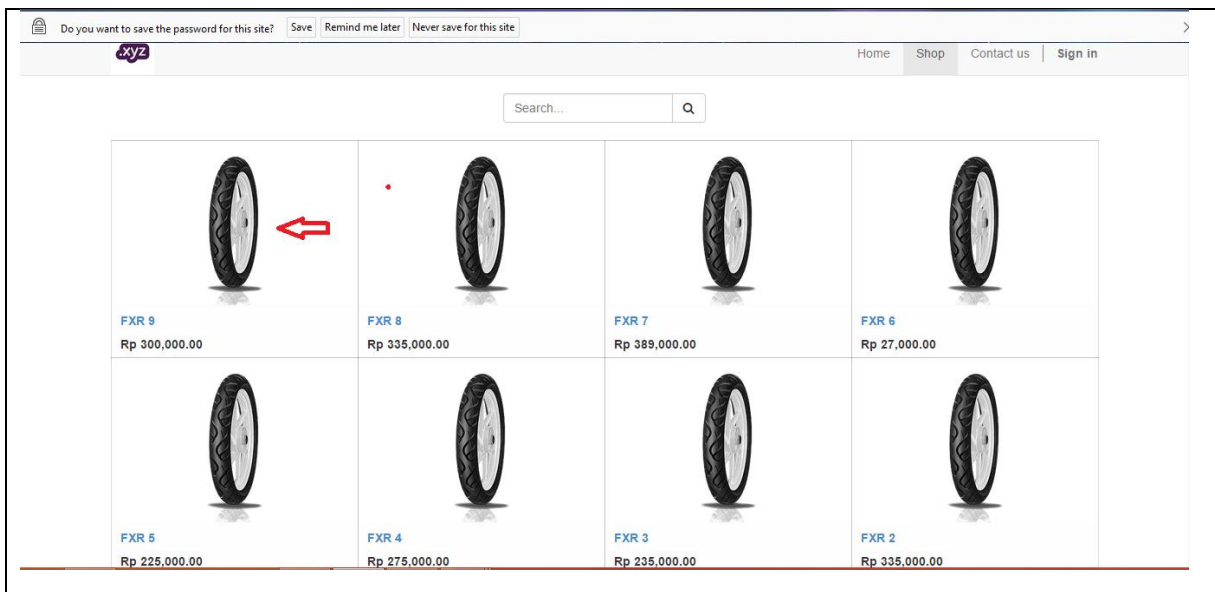 Do you want to save the password for this site? Save Remind me later Never save for this site
.xyz Home Shop Contact us Sign in
Search...
FXR 9 FXR 8 FXR 7 FXR 6
Rp 300,000.00 Rp 335,000.00 Rp 389,000.00 Rp 27,000.00
FXR 5 FXR 4 FXR 3 FXR 2
Rp 225,000.00 Rp 275,000.00 Rp 235,000.00 Rp 335,000.00